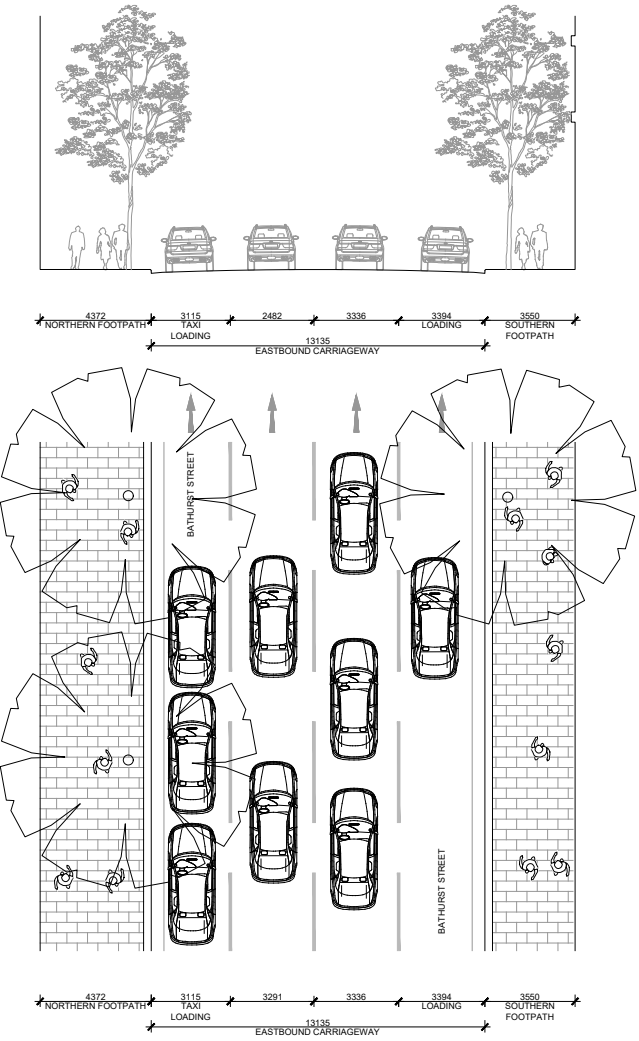 4372 3115 2482 3336 3394 3550
NORTHERN FOOTPATH TAXI LOADING SOUTHERN
LOADING FOOTPATH
13135
EASTBOUND CARRIAGEWAY
BATHURST STREET
BATHURST STREET
4372 3115 3291 3336 3394 3550
NORTHERN FOOTPATH TAXI LOADING SOUTHERN
LOADING FOOTPATH
13135
EASTBOUND CARRIAGEWAY